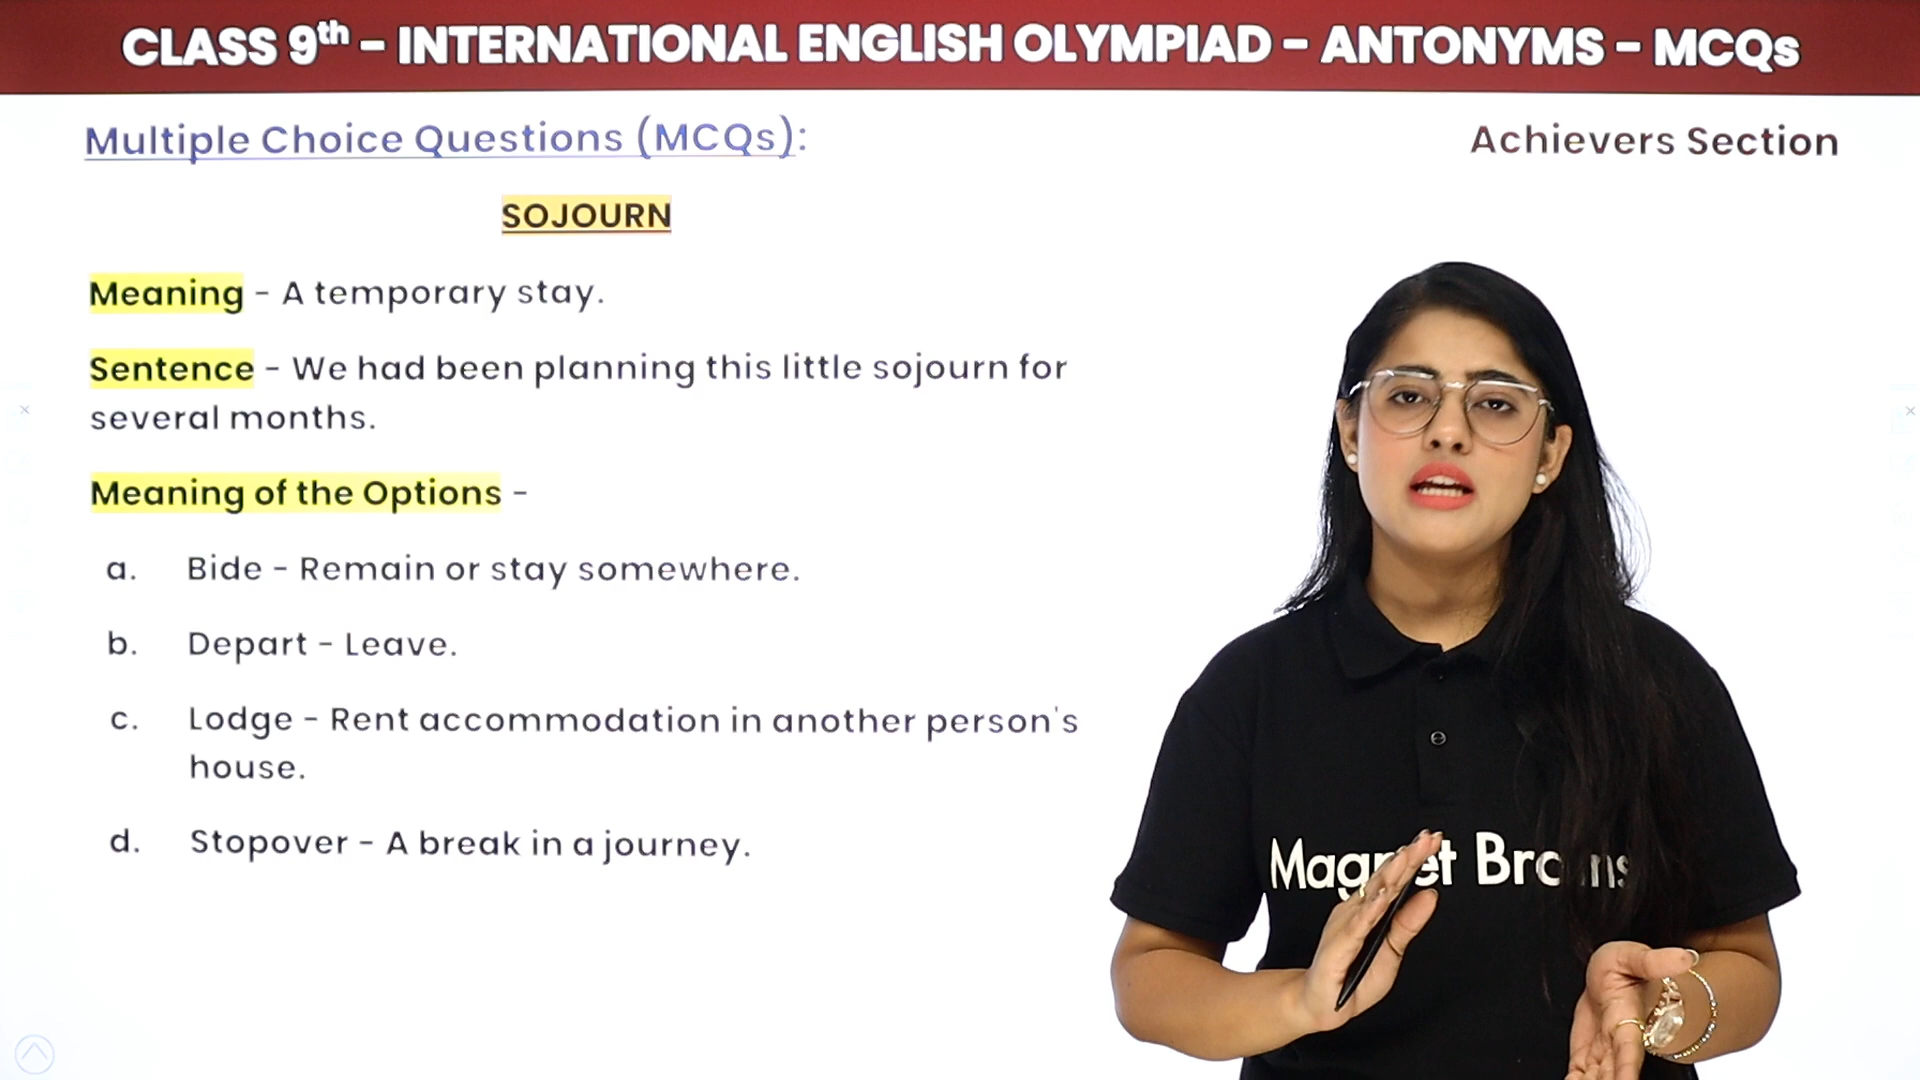 CLASS 9th - INTERNATIONAL ENGLISH OLYMPIAD - ANTONYMS - MCQs
Multiple Choice Questions (MCQs):
Achievers Section
SOJOURN
Meaning - A temporary stay.
Sentence - We had been planning this little sojourn for
several months.
Meaning of the Options -
a. Bide - Remain or stay somewhere.
b. Depart - Leave.
c. Lodge - Rent accommodation in another person's
house.
d. Stopover - A break in a journey.
Magnet Brains